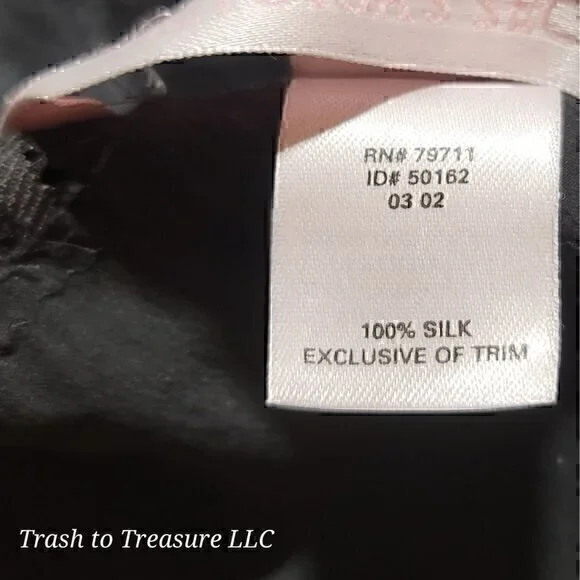 RN# 79711
ID# 50162
03 02
100% SILK
EXCLUSIVE OF TRIM
Trash to Treasure LLC